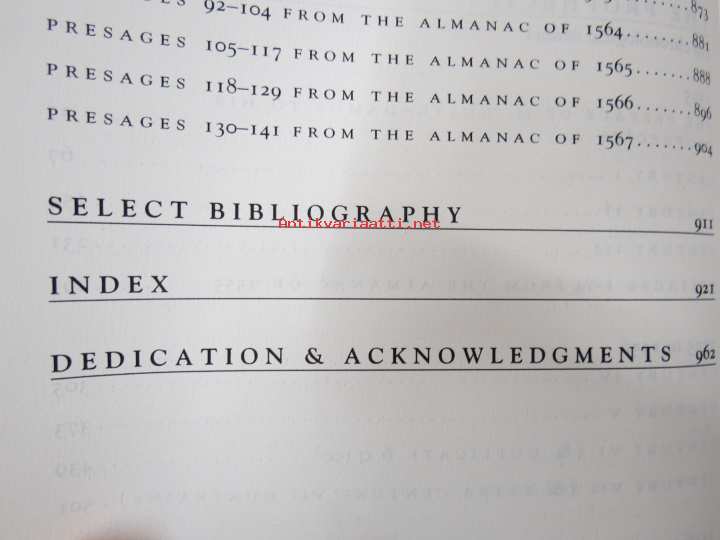 92–104 FROM THE ALMANAC OF 1564........881
PRESAGES 105–117 FROM THE ALMANAC OF 1565.......888
PRESAGES 118–129 FROM THE ALMANAC OF 1566.......896
PRESAGES 130–141 FROM THE ALMANAC OF 1567.......904
SELECT BIBLIOGRAPHY 911
Antikvariaatti.net
INDEX 921
DEDICATION & ACKNOWLEDGMENTS 962